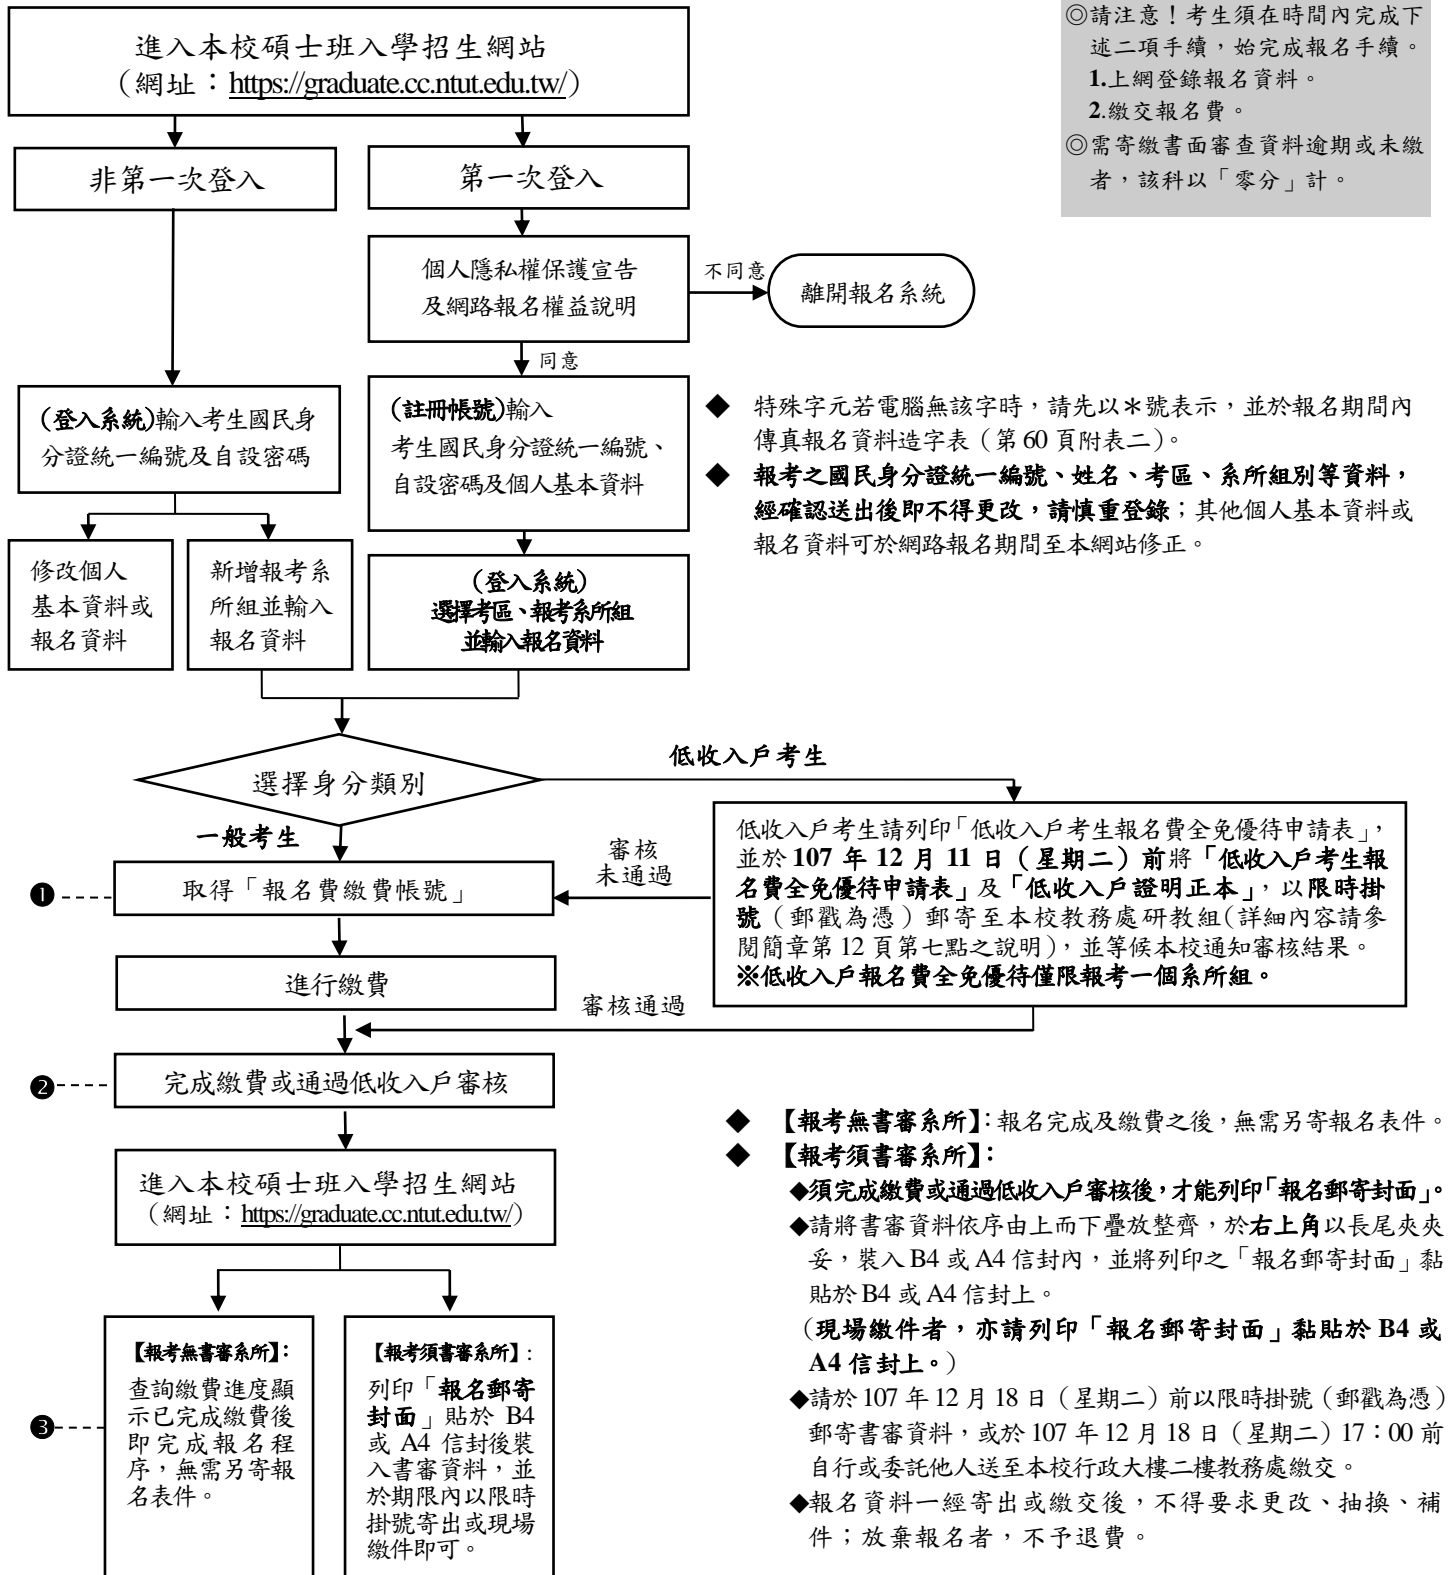 進入本校碩士班入學招生網站
（網址：https://graduate.cc.ntut.edu.tw/）
◎請注意！考生須在時間內完成下
述二項手續，始完成報名手續。
1.上網登錄報名資料。
2.繳交報名費。
◎需寄繳書面審查資料逾期或未繳
者，該科以「零分」計。
非第一次登入
第一次登入
個人隱私權保護宣告
及網路報名權益說明
不同意
離開報名系統
同意
（登入系統)輸入考生國民身
分證統一編號及自設密碼
（註冊帳號)輸入
考生國民身分證統一編號、
自設密碼及個人基本資料
◆ 特殊字元若電腦無該字時，請先以＊號表示，並於報名期間內
傳真報名資料造字表（第 60 頁附表二）。
◆ 報考之國民身分證統一編號、姓名、考區、系所組別等資料，
經確認送出後即不得更改，請慎重登錄；其他個人基本資料或
報名資料可於網路報名期間至本網站修正。
修改個人
基本資料或
報名資料
新增報考系
所組並輸入
報名資料
（登入系統）
選擇考區、報考系所組
並輸入報名資料
選擇身分類別
低收入戶考生
一般考生
低收入戶考生請列印「低收入戶考生報名費全免優待申請表」，
並於 107 年 12 月 11 日（星期二）前將「低收入戶考生報
名費全免優待申請表」及「低收入戶證明正本」，以限時掛
號（郵戳為憑）郵寄至本校教務處研教組(詳細內容請參
閱簡章第 12 頁第七點之說明)，並等候本校通知審核結果。
※低收入戶報名費全免優待僅限報考一個系所組。
審核
未通過
❶
取得「報名費繳費帳號」
進行繳費
審核通過
❷
完成繳費或通過低收入戶審核
進入本校碩士班入學招生網站
（網址：https://graduate.cc.ntut.edu.tw/）
◆ 【報考無書審系所】：報名完成及繳費之後，無需另寄報名表件。
◆ 【報考須書審系所】：
◆須完成繳費或通過低收入戶審核後，才能列印「報名郵寄封面」。
◆請將書審資料依序由上而下疊放整齊，於右上角以長尾夾夾
妥，裝入 B4 或 A4 信封內，並將列印之「報名郵寄封面」黏
貼於 B4 或 A4 信封上。
（現場繳件者，亦請列印「報名郵寄封面」黏貼於 B4 或
A4 信封上。）
◆請於 107 年 12 月 18 日（星期二）前以限時掛號（郵戳為憑）
郵寄書審資料，或於 107 年 12 月 18 日（星期二）17：00 前
自行或委託他人送至本校行政大樓二樓教務處繳交。
◆報名資料一經寄出或繳交後，不得要求更改、抽換、補
件；放棄報名者，不予退費。
❸
【報考無書審系所】：
查詢繳費進度顯
示已完成繳費後
即完成報名程
序，無需另寄報
名表件。
【報考須書審系所】：
列印「報名郵寄
封面」貼於 B4
或 A4 信封後裝
入書審資料，並
於期限內以限時
掛號寄出或現場
繳件即可。